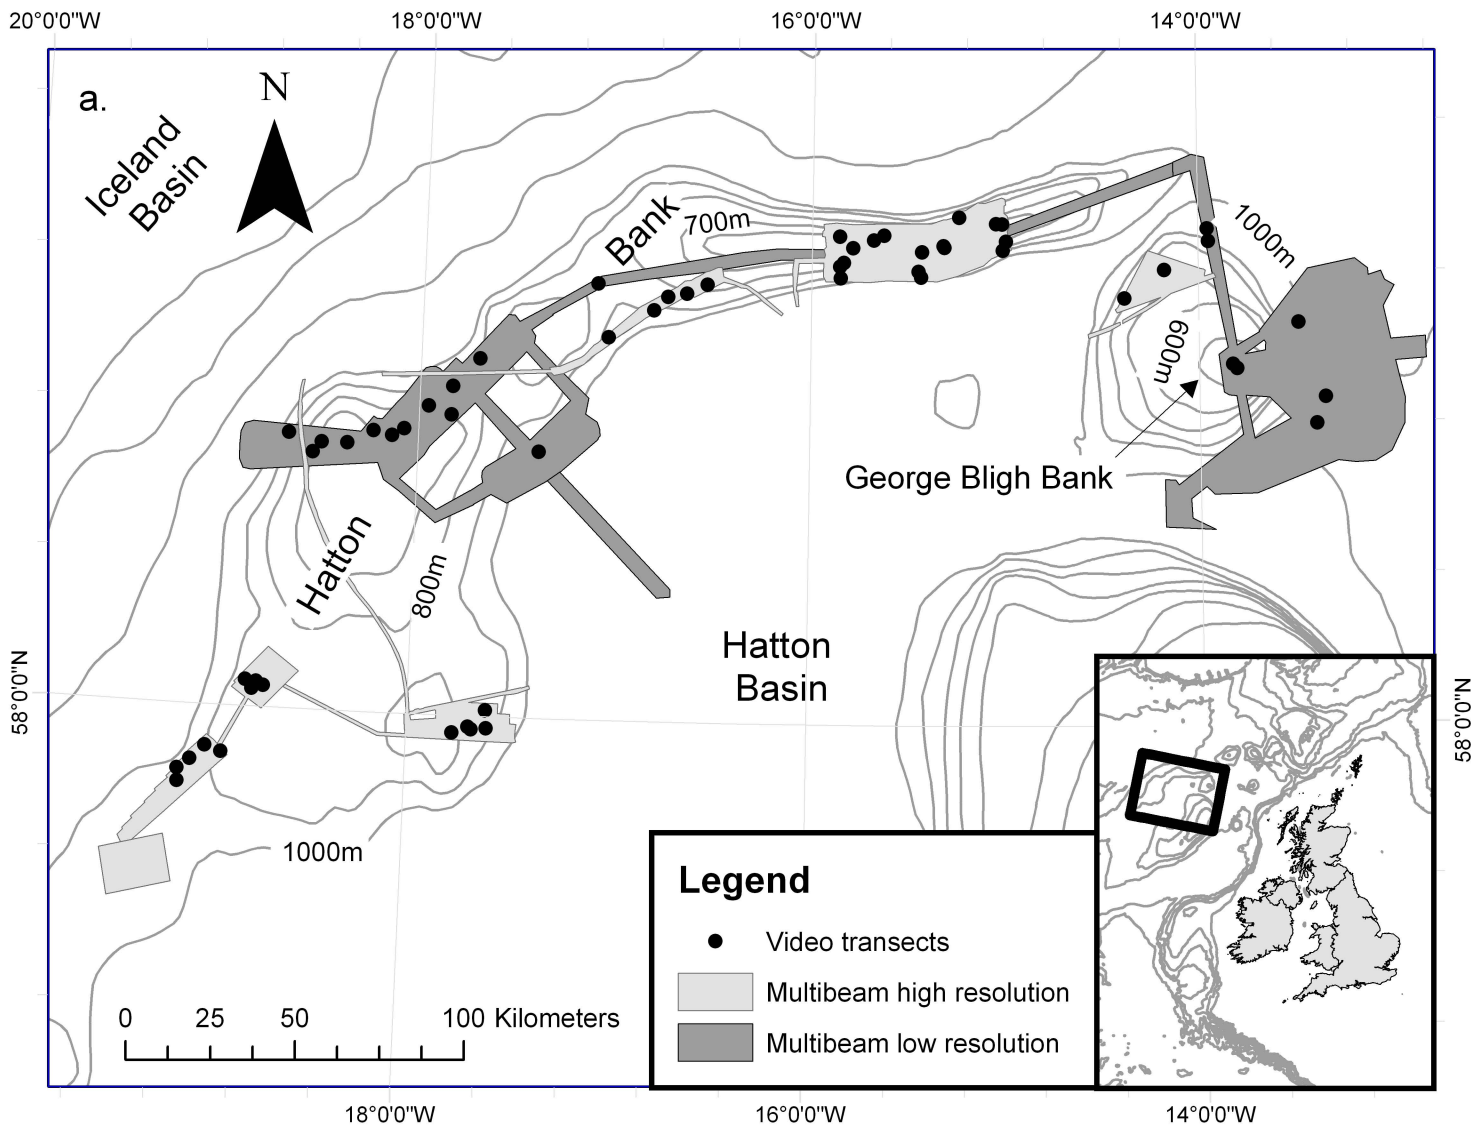 20°0'0"W
18°0'0"W
16°0'0"W
14°0'0"W
a.
N
Iceland
Basin
Bank
700m
1000m
600m
George Bligh Bank
Hatton
800m
Hatton
Basin
58°0'0"N
58°0'0"N
1000m
0 25 50 100 Kilometers
Legend
Video transects
Multibeam high resolution
Multibeam low resolution
18°0'0"W
16°0'0"W
14°0'0"W